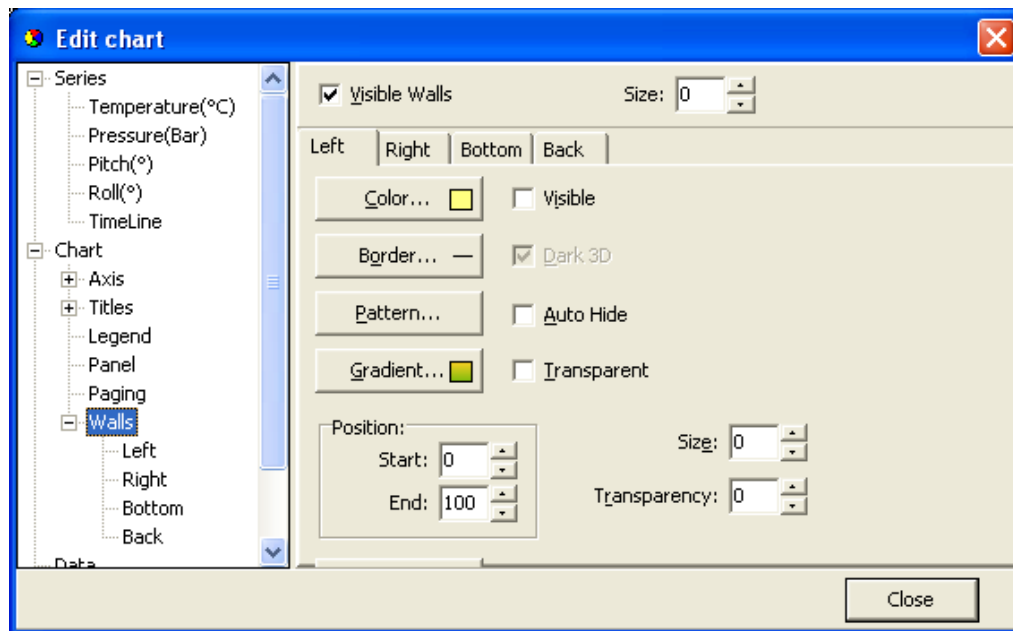 Edit chart
Series
Temperature(°C)
Pressure(Bar)
Pitch(°)
Roll(°)
TimeLine
Chart
Axis
Titles
Legend
Panel
Paging
Walls
Left
Right
Bottom
Back
Data
Visible Walls Size: 0
Left Right Bottom Back
Color... Visible
Border... Dark 3D
Pattern... Auto Hide
Gradient... Transparent
Position:
Start: 0 Size: 0
End: 100 Transparency: 0
Close